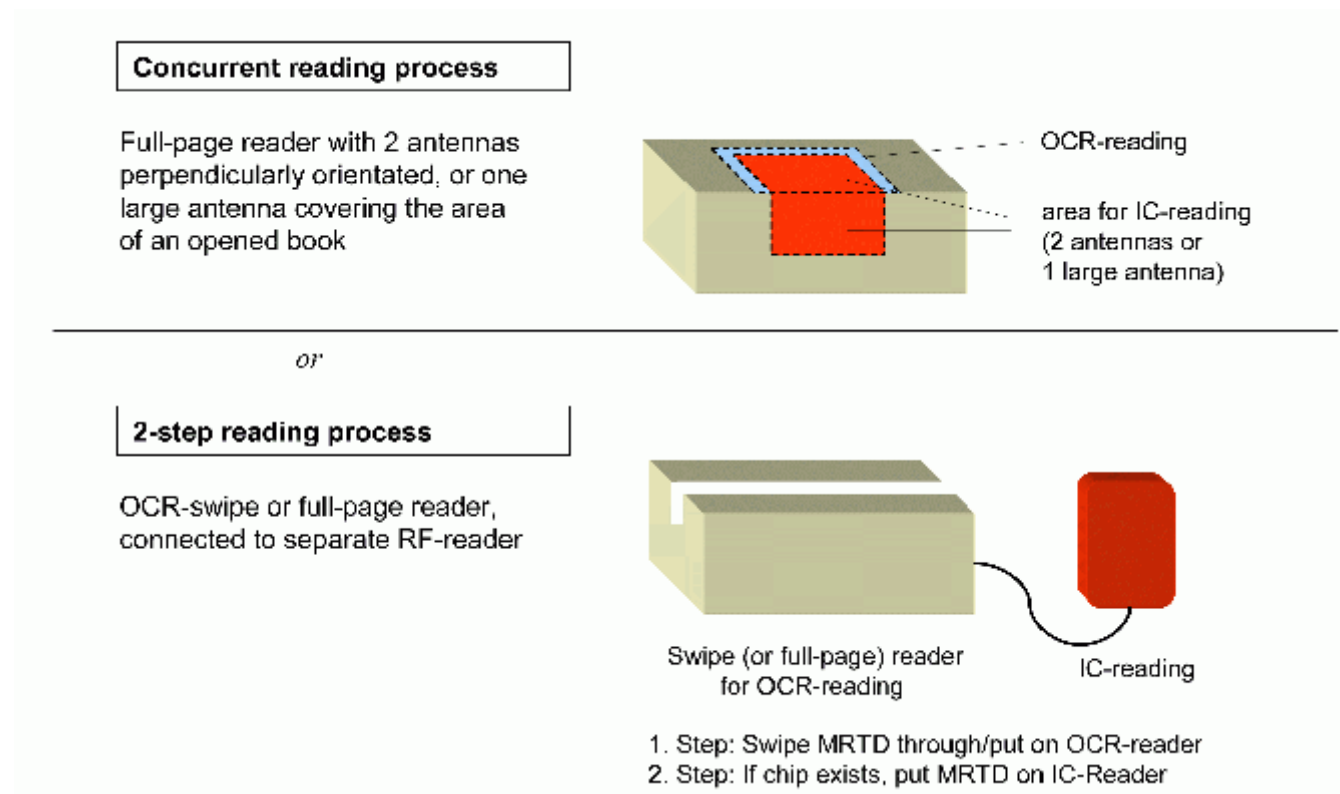 Concurrent reading process
Full-page reader with 2 antennas
perpendicularly orientated, or one
large antenna covering the area
of an opened book
OCR-reading
area for IC-reading
(2 antennas or
1 large antenna)
or
2-step reading process
OCR-swipe or full-page reader,
connected to separate RF-reader
Swipe (or full-page) reader
for OCR-reading
IC-reading
1. Step: Swipe MRTD through/put on OCR-reader
2. Step: If chip exists, put MRTD on IC-Reader